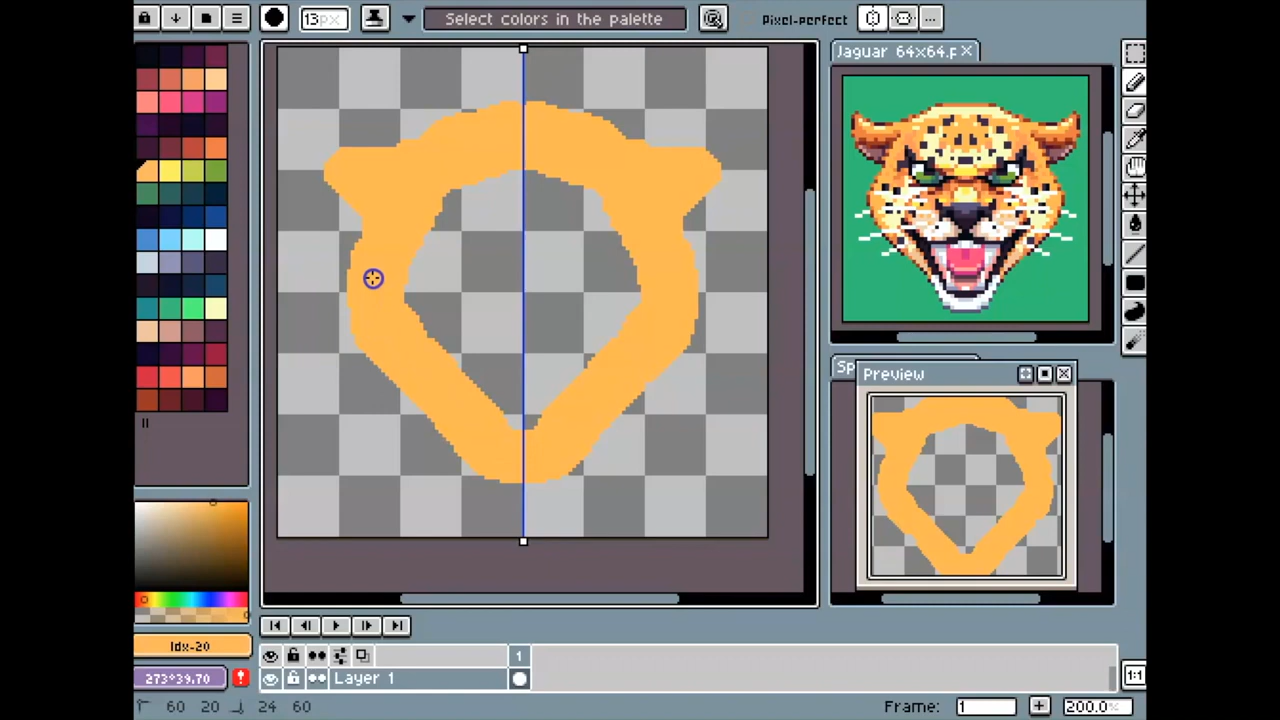 13px
Select colors in the palette
Pixel-perfect
Jaguar 64x64.p
Sp
Preview
Idx-20
273°39.70
1
Layer 1
1:1
60 20 24 60
Frame: 1
200.0%